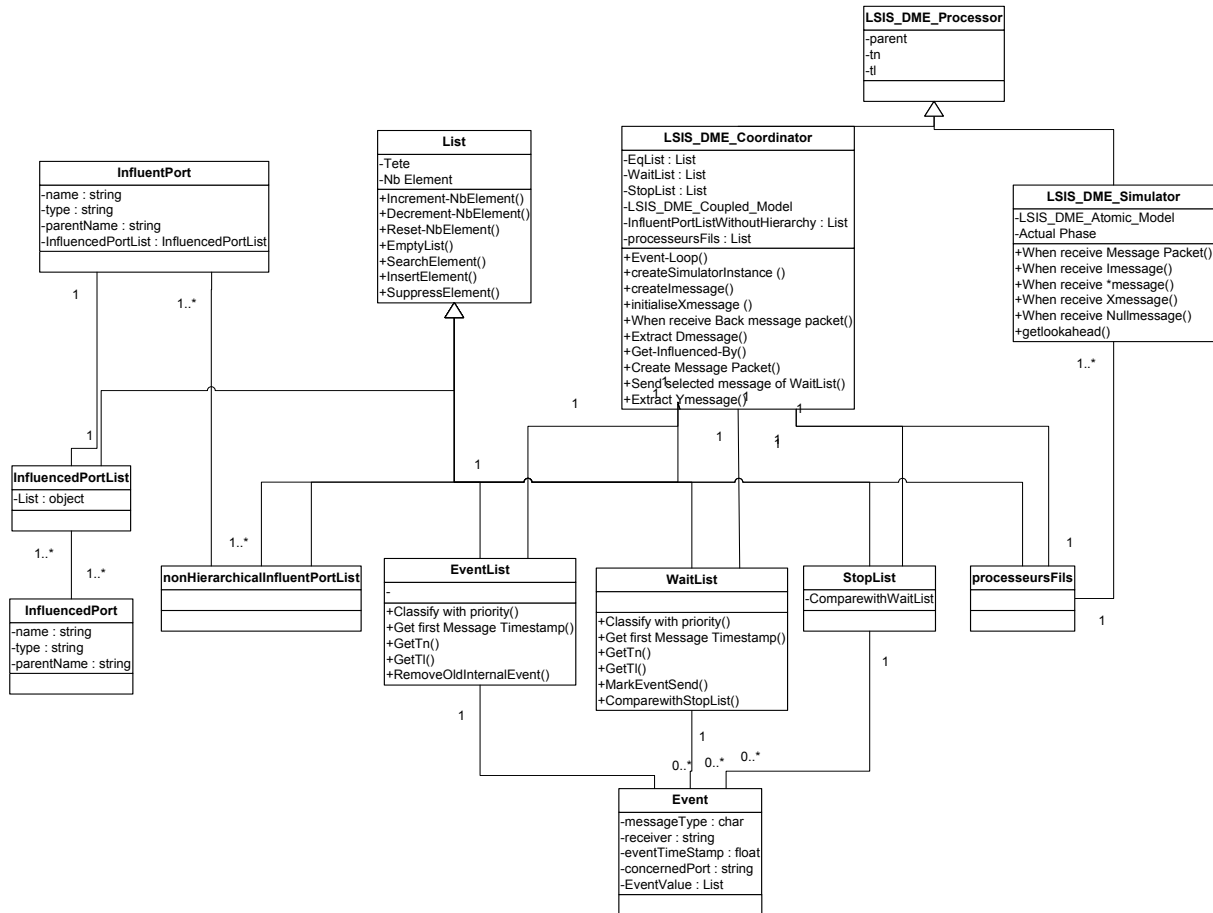 LSIS_DME_Processor
-parent
-tn
-tl
List
-Tete
-Nb Element
+Increment-NbElement()
+Decrement-NbElement()
+Reset-NbElement()
+EmptyList()
+SearchElement()
+InsertElement()
+SuppressElement()
LSIS_DME_Coordinator
-EqList : List
-WaitList : List
-StopList : List
-LSIS_DME_Coupled_Model
-InfluentPortListWithoutHierarchy : List
-processeursFils : List
+Event-Loop()
+createSimulatorInstance ()
+createImessage()
+initialiseXmessage ()
+When receive Back message packet()
+Extract Dmessage()
+Get-Influenced-By()
+Create Message Packet()
+Send selected message of WaitList()
+Extract Ymessage()
InfluentPort
-name : string
-type : string
-parentName : string
-InfluencedPortList : InfluencedPortList
LSIS_DME_Simulator
-LSIS_DME_Atomic_Model
-Actual Phase
+When receive Message Packet()
+When receive Imessage()
+When receive *message()
+When receive Xmessage()
+When receive Nullmessage()
+getlookahead()
1
1..*
1..*
1
1
1
1
1
1
1
1
1
1
1
InfluencedPortList
-List : object
1..*
1..*
1..*
1
nonHierarchicalInfluentPortList
EventList
-
+Classify with priority()
+Get first Message Timestamp()
+GetTn()
+GetTl()
+RemoveOldInternalEvent()
WaitList
+Classify with priority()
+Get first Message Timestamp()
+GetTn()
+GetTl()
+MarkEventSend()
+ComparewithStopList()
StopList
-ComparewithWaitList
processeursFils
InfluencedPort
-name : string
-type : string
-parentName : string
1
1
1
1
0..*
0..*
0..*
Event
-messageType : char
-receiver : string
-eventTimeStamp : float
-concernedPort : string
-EventValue : List